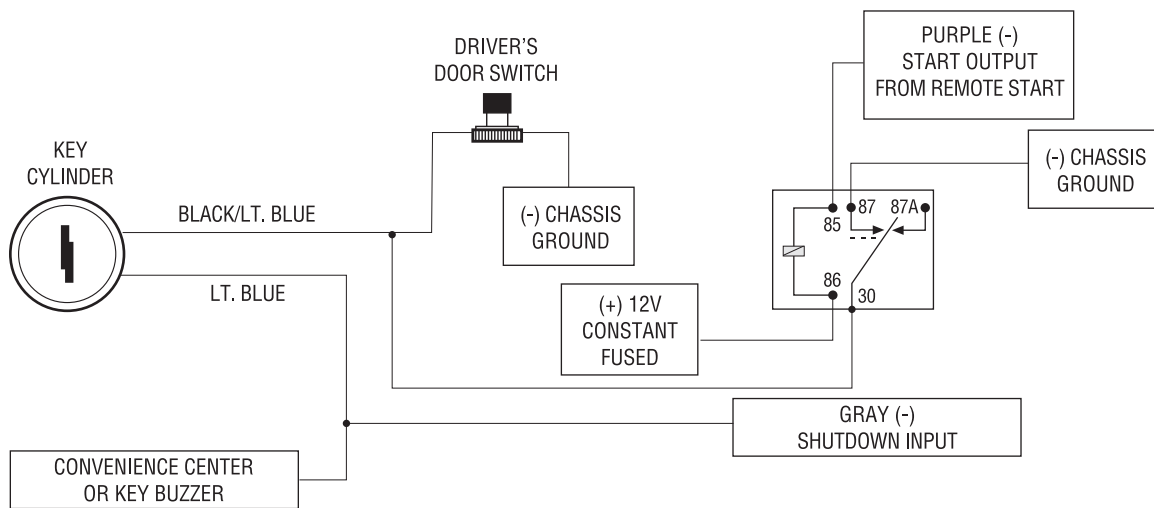 DRIVER'S
DOOR SWITCH
PURPLE (-)
START OUTPUT
FROM REMOTE START
KEY
CYLINDER
(-) CHASSIS
GROUND
BLACK/LT. BLUE
(-) CHASSIS
GROUND
87
87A
85
LT. BLUE
86
30
(+) 12V
CONSTANT
FUSED
GRAY (-)
SHUTDOWN INPUT
CONVENIENCE CENTER
OR KEY BUZZER